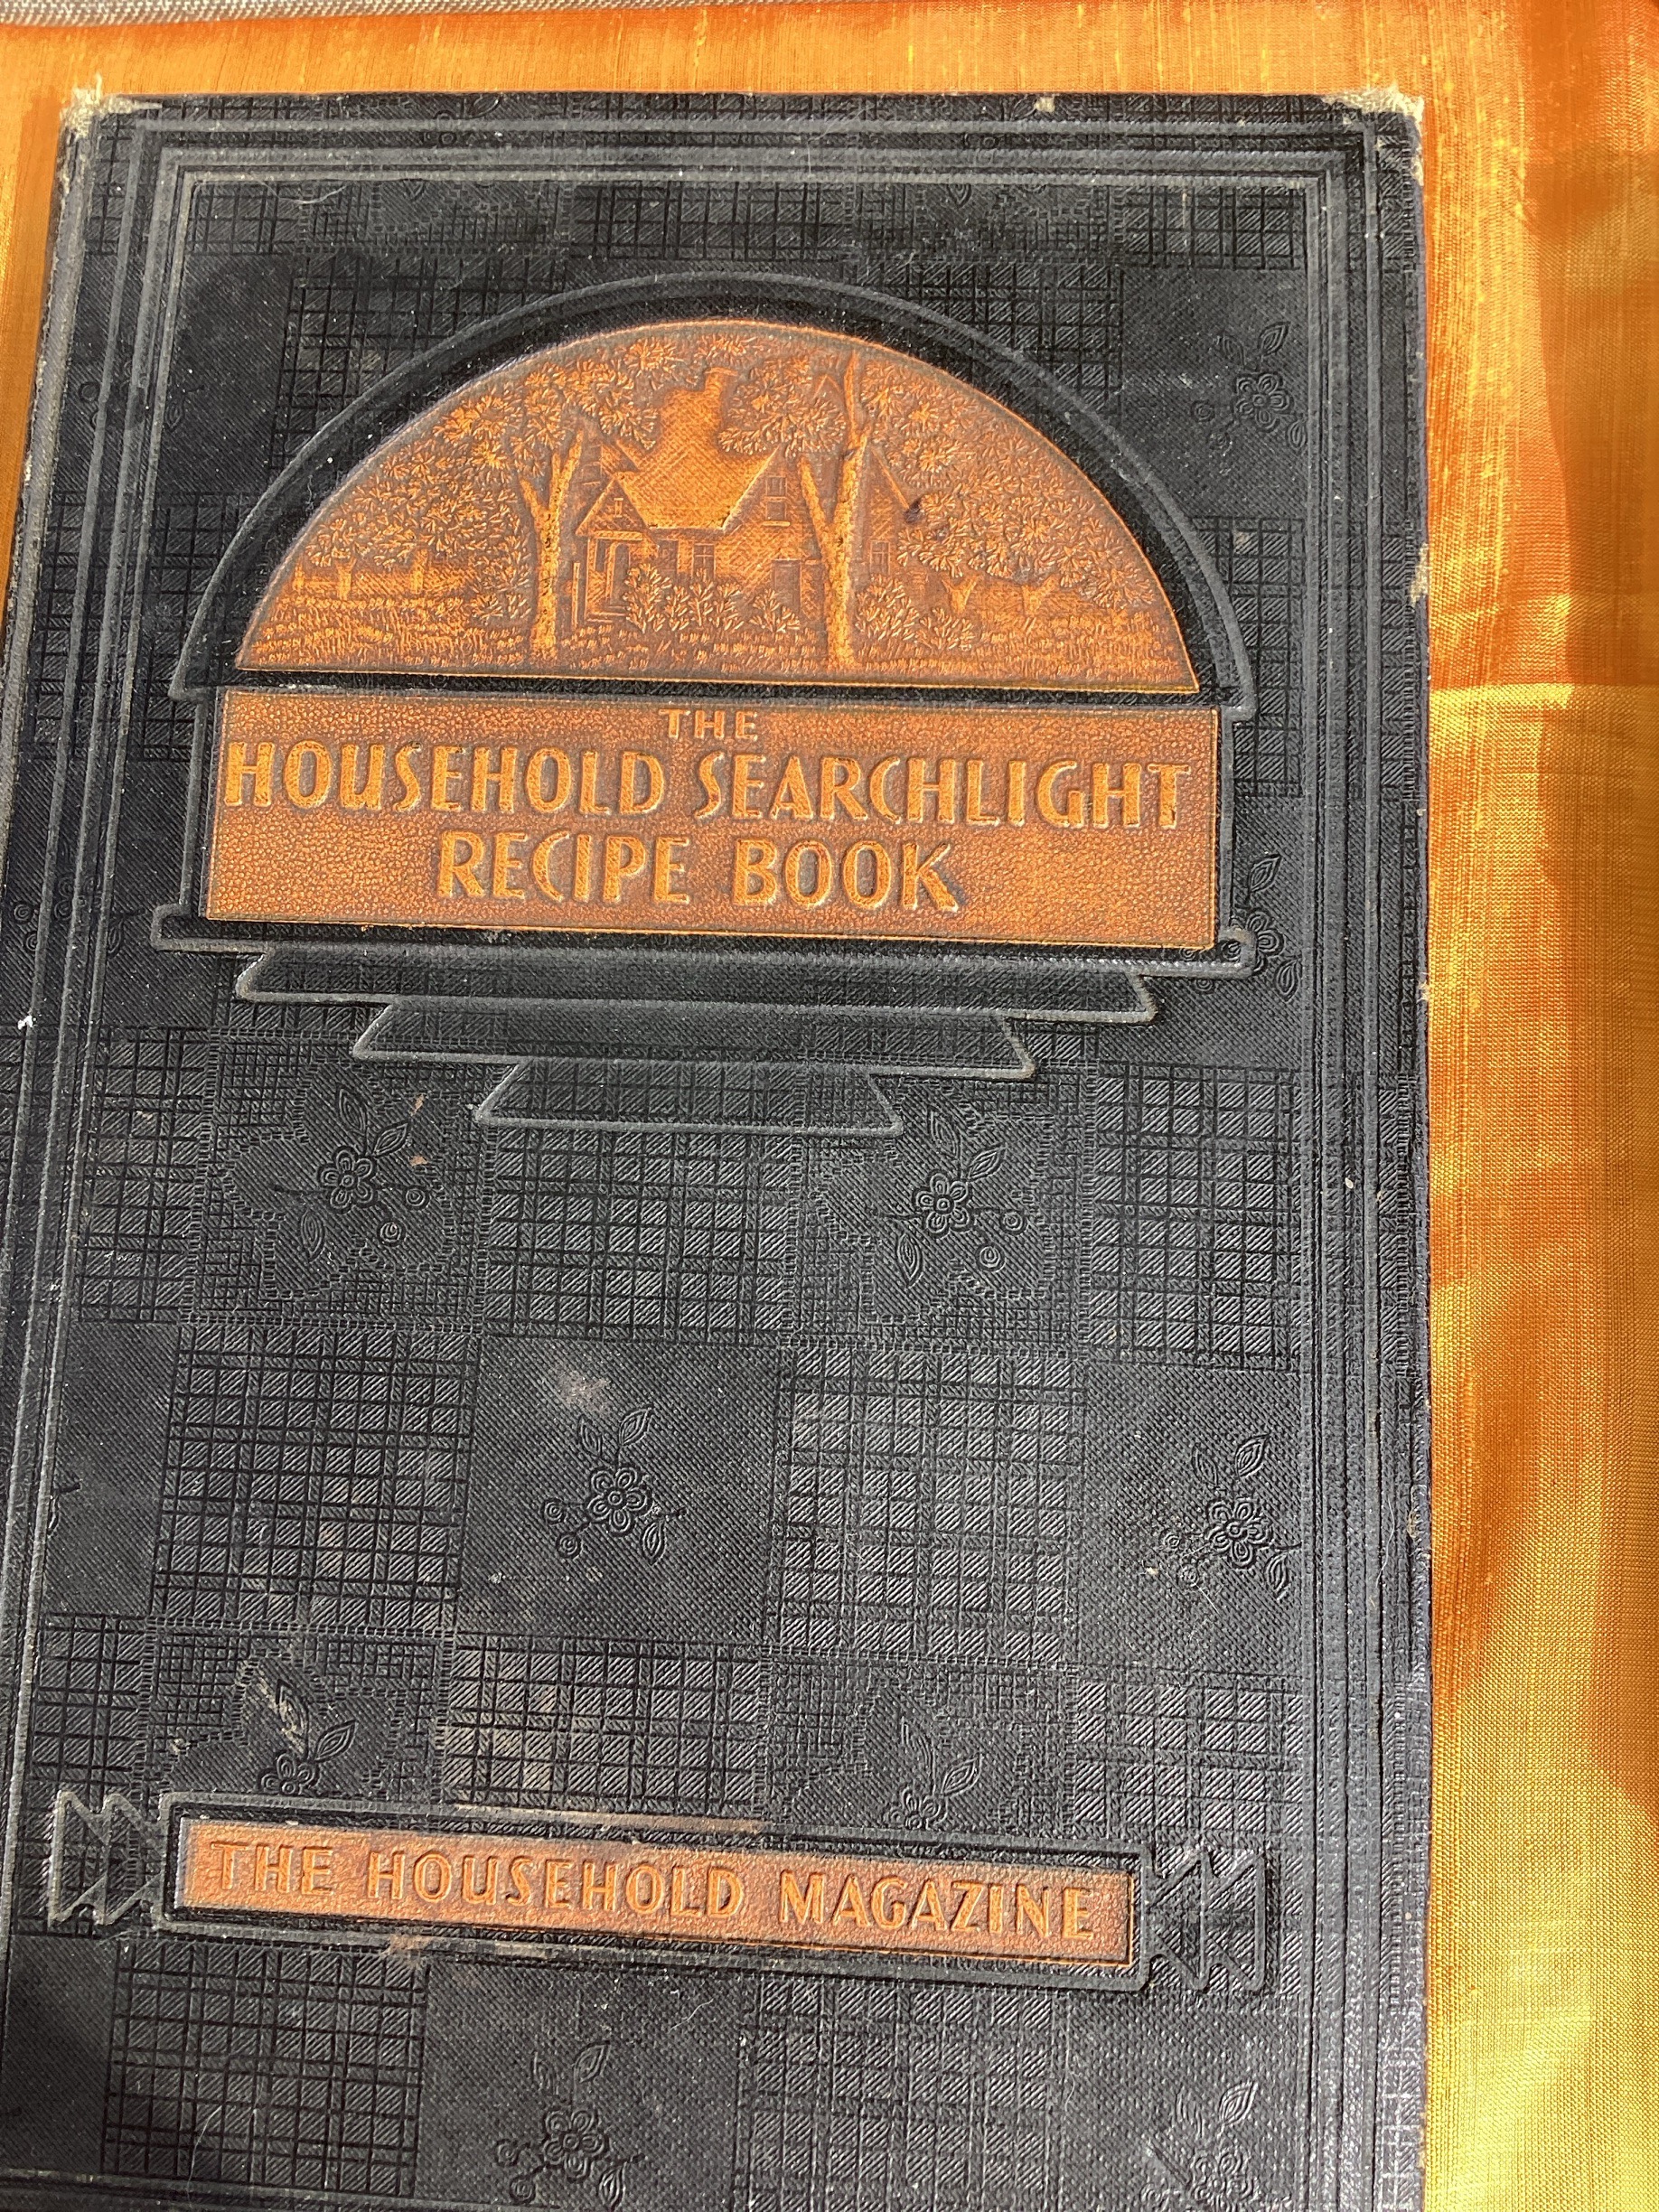 THE
HOUSEHOLD SEARCHLIGHT
RECIPE BOOK
THE HOUSEHOLD MAGAZINE